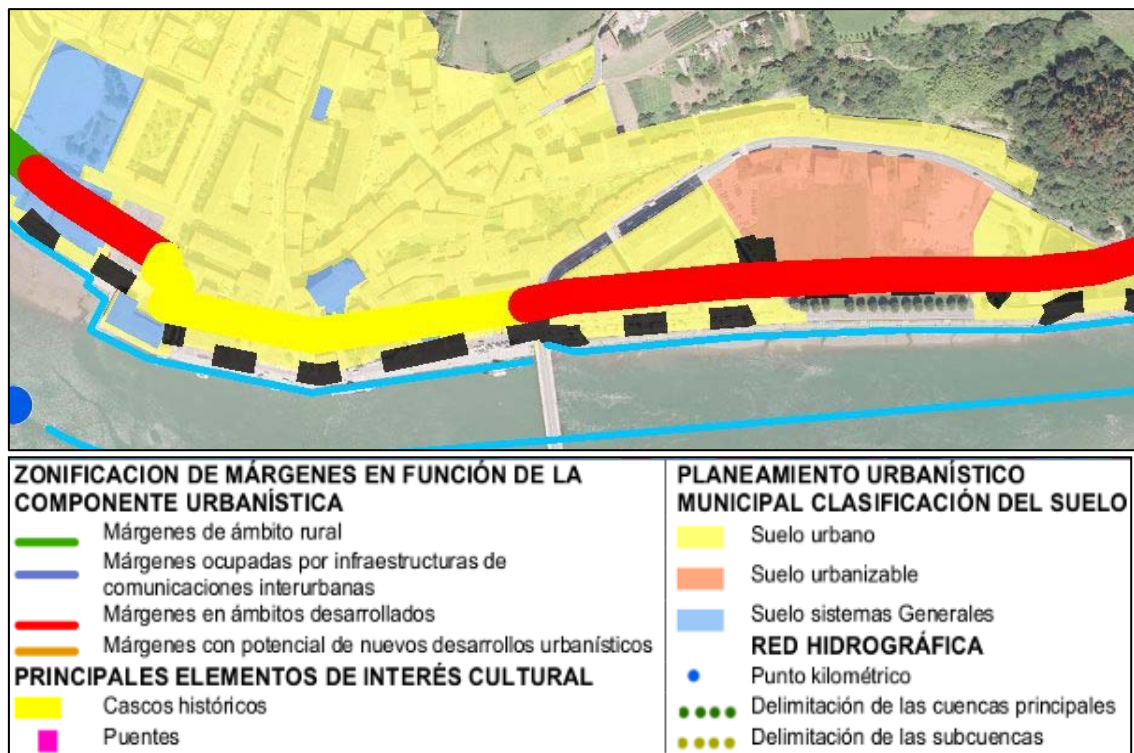 ZONIFICACION DE MÁRGENES EN FUNCIÓN DE LA
COMPONENTE URBANÍSTICA
Márgenes de ámbito rural
Márgenes ocupadas por infraestructuras de
comunicaciones interurbanas
Márgenes en ámbitos desarrollados
Márgenes con potencial de nuevos desarrollos urbanísticos
PRINCIPALES ELEMENTOS DE INTERÉS CULTURAL
Cascos históricos
Puentes
PLANEAMIENTO URBANÍSTICO
MUNICIPAL CLASIFICACIÓN DEL SUELO
Suelo urbano
Suelo urbanizable
Suelo sistemas Generales
RED HIDROGRÁFICA
Punto kilométrico
Delimitación de las cuencas principales
Delimitación de las subcuencas